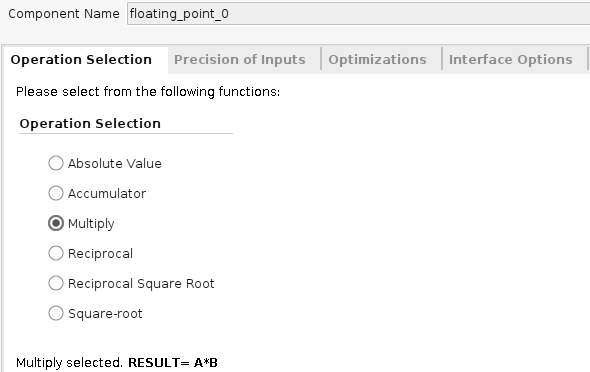 Component Name floating_point_0
Operation Selection Precision of Inputs Optimizations Interface Options
Please select from the following functions:
Operation Selection
Absolute Value
Accumulator
Multiply
Reciprocal
Reciprocal Square Root
Square-root
Multiply selected. RESULT= A*B